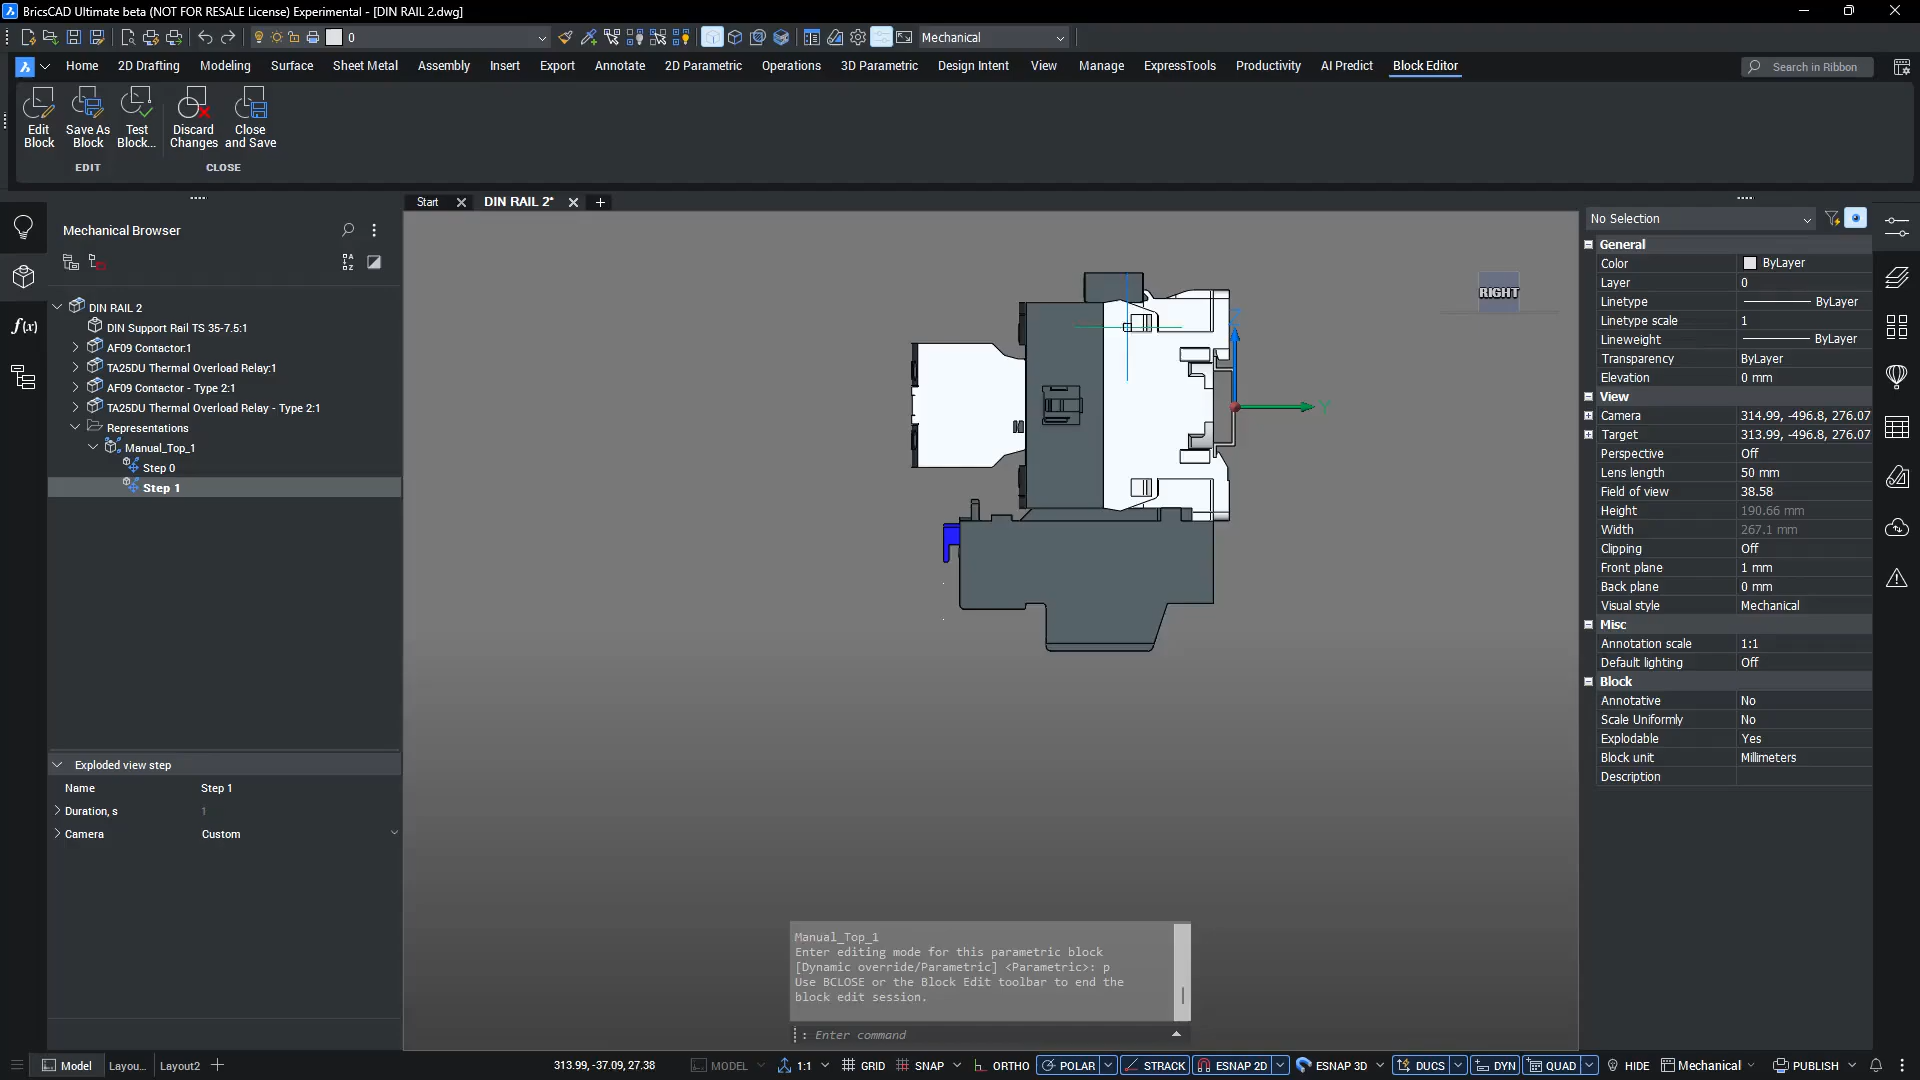 BricsCAD Ultimate beta (NOT FOR RESALE License) Experimental - [DIN RAIL 2.dwg]
0
Mechanical
Home 2D Drafting Modeling Surface Sheet Metal Assembly Insert Export Annotate 2D Parametric Operations 3D Parametric Design Intent View Manage ExpressTools Productivity AI Predict Block Editor Search in Ribbon
Edit Block
Save As Block
Test Block...
Discard Changes
Close and Save
EDIT
CLOSE
Start
DIN RAIL 2*
Mechanical Browser
DIN RAIL 2
DIN Support Rail TS 35-7.5:1
AF09 Contactor:1
TA25DU Thermal Overload Relay:1
AF09 Contactor - Type 2:1
TA25DU Thermal Overload Relay - Type 2:1
Representations
Manual_Top_1
Step 0
Step 1
f(x)
Exploded view step
Name Step 1
Duration, s 1
Camera Custom
RIGHT
Z
Y
Manual_Top_1
Enter editing mode for this parametric block
[Dynamic override/Parametric] <Parametric>: p
Use BCLOSE or the Block Edit toolbar to end the
block edit session.
: Enter command
No Selection
General
Color ByLayer
Layer 0
Linetype ByLayer
Linetype scale 1
Lineweight ByLayer
Transparency ByLayer
Elevation 0 mm
View
Camera 314.99, -496.8, 276.07
Target 313.99, -496.8, 276.07
Perspective Off
Lens length 50 mm
Field of view 38.58
Height 190.66 mm
Width 267.1 mm
Clipping Off
Front plane 1 mm
Back plane 0 mm
Visual style Mechanical
Misc
Annotation scale 1:1
Default lighting Off
Block
Annotative No
Scale Uniformly No
Explodable Yes
Block unit Millimeters
Description
Model Layou... Layout2 313.99, -37.09, 27.38 MODEL 1:1 GRID SNAP ORTHO POLAR STRACK ESNAP 2D ESNAP 3D DUCS DYN QUAD HIDE Mechanical PUBLISH